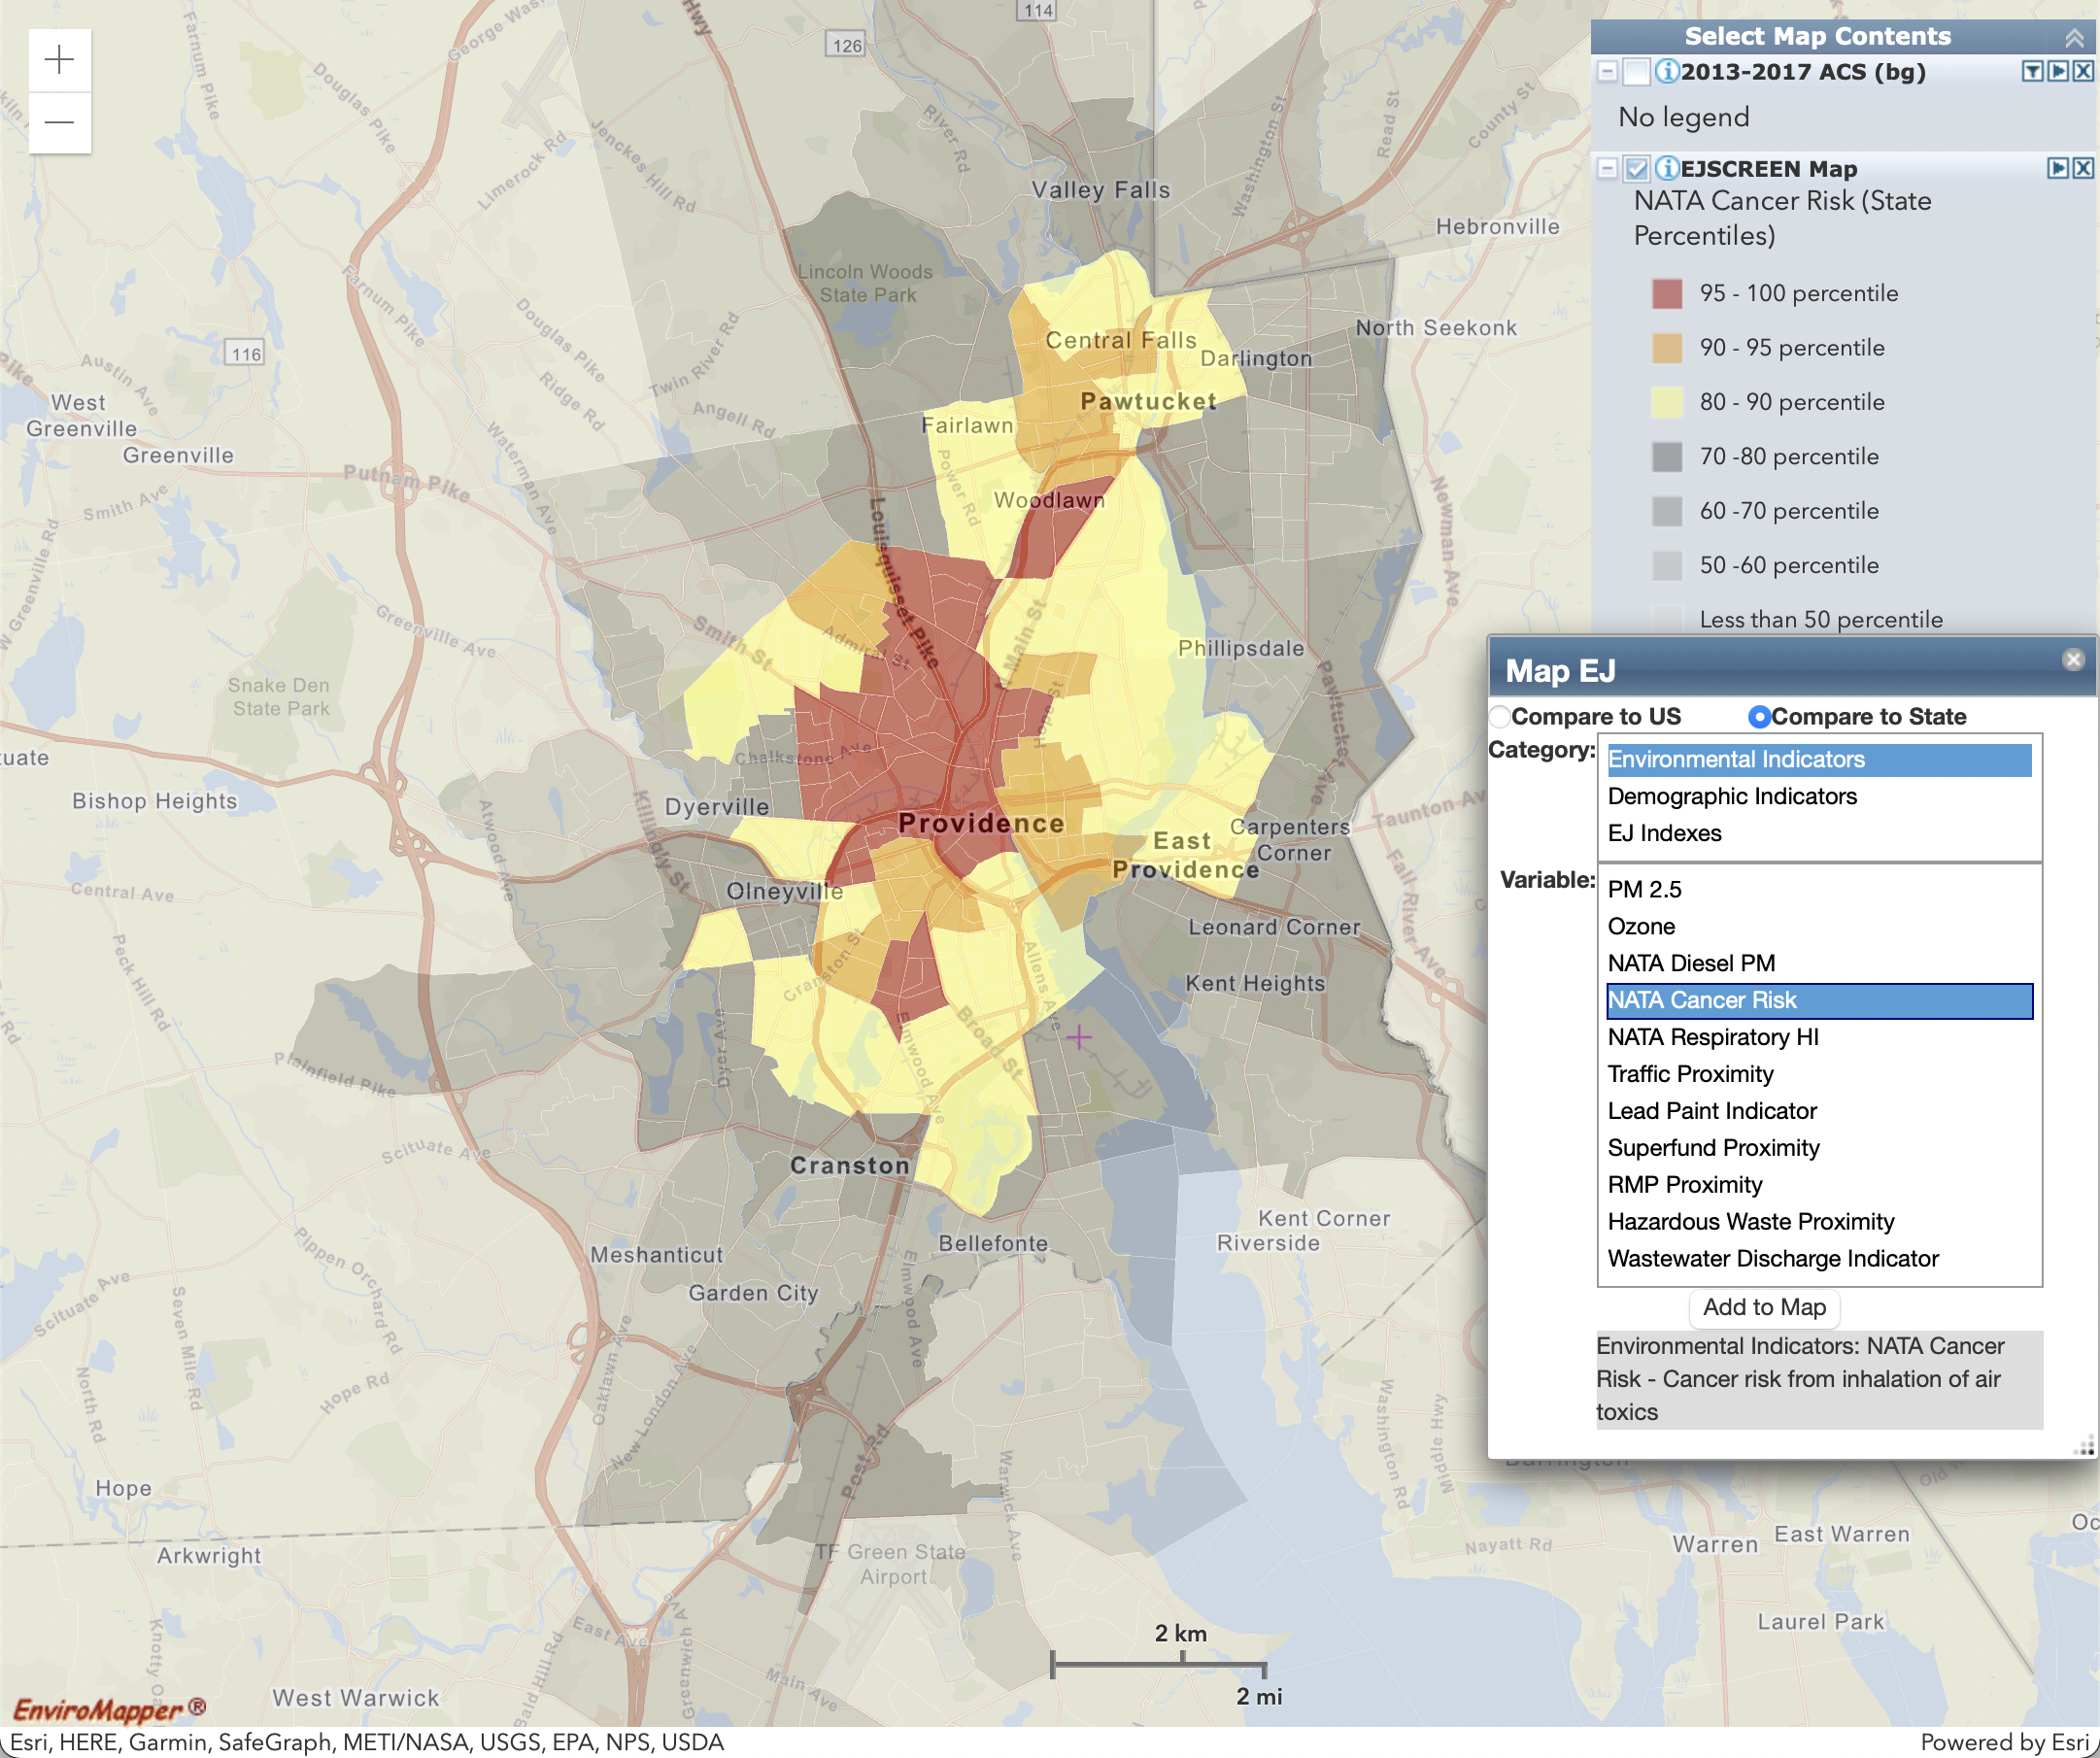 114
126
George Was
Farnum Pike
Douglas Pike
Limerock Rd
Jenckes Hill Rd
River Rd
Washington St
Read St
County St
Hwy
Valley Falls
Hebronville
Lincoln Woods
State Park
North Seekonk
Central Falls
Darlington
Pawtucket
Fairlawn
Power Rd
Woodlawn
116
Pike
Austin Ave
Farnum Pike
Douglas Pike
Ridge Rd
Twin River Rd
Angell Rd
West
Greenville
Greenville
Putnam Pike
Waterman Ave
Smith Ave
W Greenville Rd
Greenville Ave
Louisquisset Pike
Newman Ave
Smith St
Admiral St
N Main St
Hope St
Phillipsdale
Pawtucket Ave
Snake Den
State Park
tuate
Bishop Heights
Chalkstone Ave
Dyerville
Killingly St
Atwood Ave
Providence
East
Providence
Carpenters
Corner
Taunton Av
Fall River Ave
Central Ave
Olneyville
Leonard Corner
Kent Heights
Peck Hill Rd
Cranston St
Allens Ave
Broad St
Elmwood Ave
Dyer Ave
Plainfield Pike
Scituate Ave
Cranston
Kent Corner
Riverside
Bellefonte
Meshanticut
Garden City
Elmwood Ave
Pippen Orchard Rd
Scituate Ave
Seven Mile Rd
North Rd
Hope Rd
Oaklawn Ave
New London Ave
Post Rd
Warwick Ave
Washington Rd
Middle Hwy
Hope
Arkwright
TF Green State
Airport
Nayatt Rd
Warren
East Warren
Oc
Laurel Park
East Ave
Greenwich Ave
Bald Hill Rd
Main Ave
West Warwick
2 km
2 mi
EnviroMapper ®
Esri, HERE, Garmin, SafeGraph, METI/NASA, USGS, EPA, NPS, USDA
Powered by Esri
Select Map Contents
2013-2017 ACS (bg)
No legend
EJSCREEN Map
NATA Cancer Risk (State
Percentiles)
95 - 100 percentile
90 - 95 percentile
80 - 90 percentile
70 -80 percentile
60 -70 percentile
50 -60 percentile
Less than 50 percentile
Map EJ
Compare to US
Compare to State
Category:
Environmental Indicators
Demographic Indicators
EJ Indexes
Variable:
PM 2.5
Ozone
NATA Diesel PM
NATA Cancer Risk
NATA Respiratory HI
Traffic Proximity
Lead Paint Indicator
Superfund Proximity
RMP Proximity
Hazardous Waste Proximity
Wastewater Discharge Indicator
Add to Map
Environmental Indicators: NATA Cancer
Risk - Cancer risk from inhalation of air
toxics